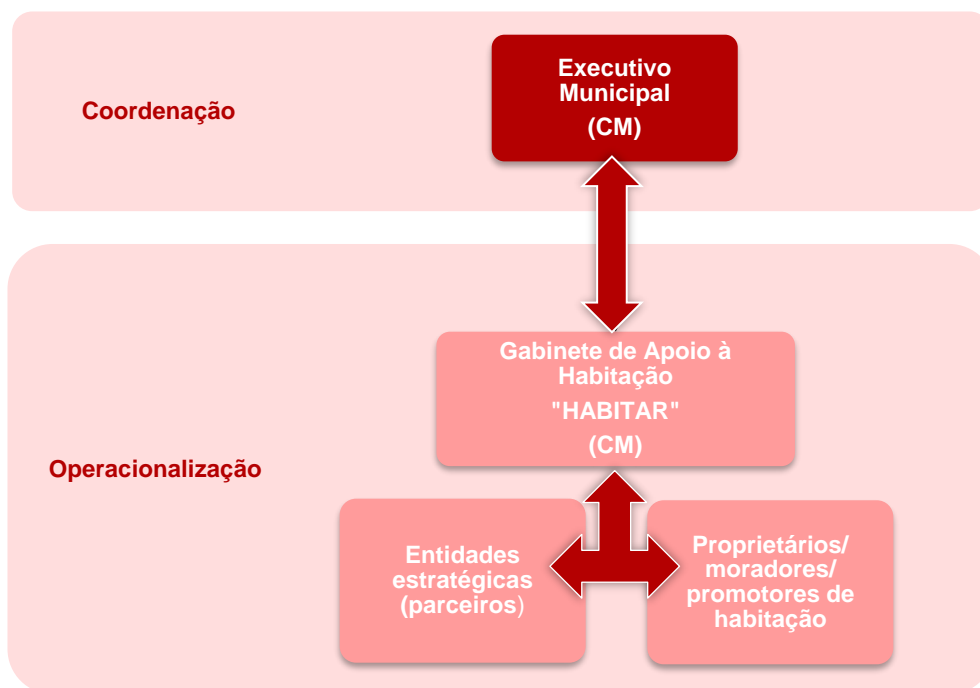 Coordenação
Executivo
Municipal
(CM)
Operacionalização
Gabinete de Apoio à
Habitação
"HABITAR"
(CM)
Entidades
estratégicas
(parceiros)
Proprietários/
moradores/
promotores de
habitação